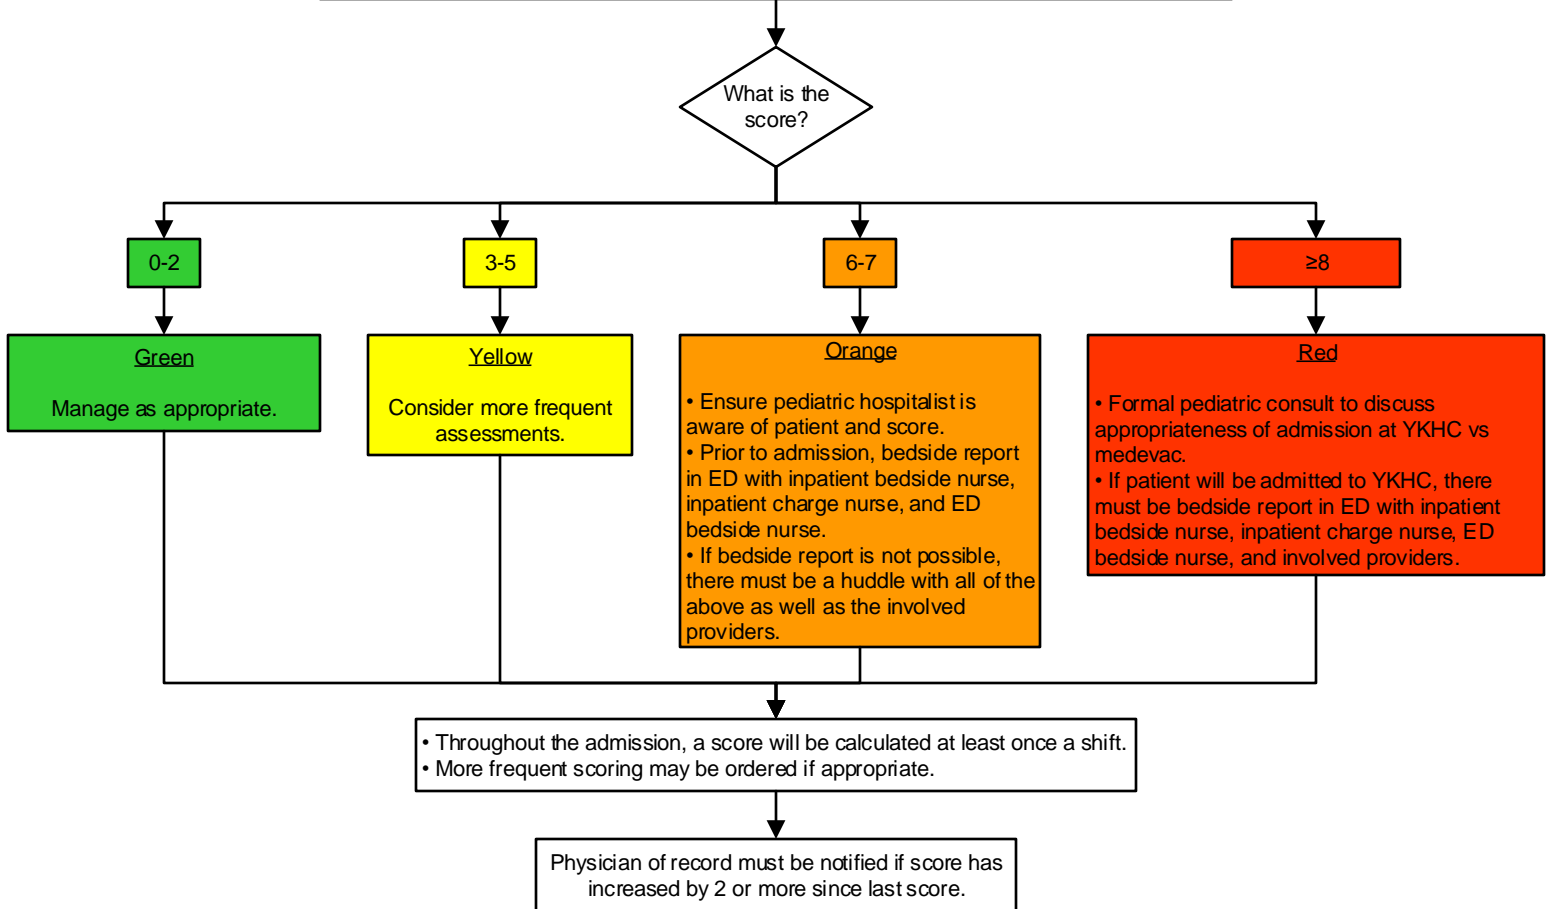 What is the
score?
0-2
3-5
6-7
≥8
Green
Manage as appropriate.
Yellow
Consider more frequent
assessments.
Orange
• Ensure pediatric hospitalist is
aware of patient and score.
• Prior to admission, bedside report
in ED with inpatient bedside nurse,
inpatient charge nurse, and ED
bedside nurse.
• If bedside report is not possible,
there must be a huddle with all of the
above as well as the involved
providers.
Red
• Formal pediatric consult to discuss
appropriateness of admission at YKHC vs
medevac.
• If patient will be admitted to YKHC, there
must be bedside report in ED with inpatient
bedside nurse, inpatient charge nurse, ED
bedside nurse, and involved providers.
• Throughout the admission, a score will be calculated at least once a shift.
• More frequent scoring may be ordered if appropriate.
Physician of record must be notified if score has
increased by 2 or more since last score.